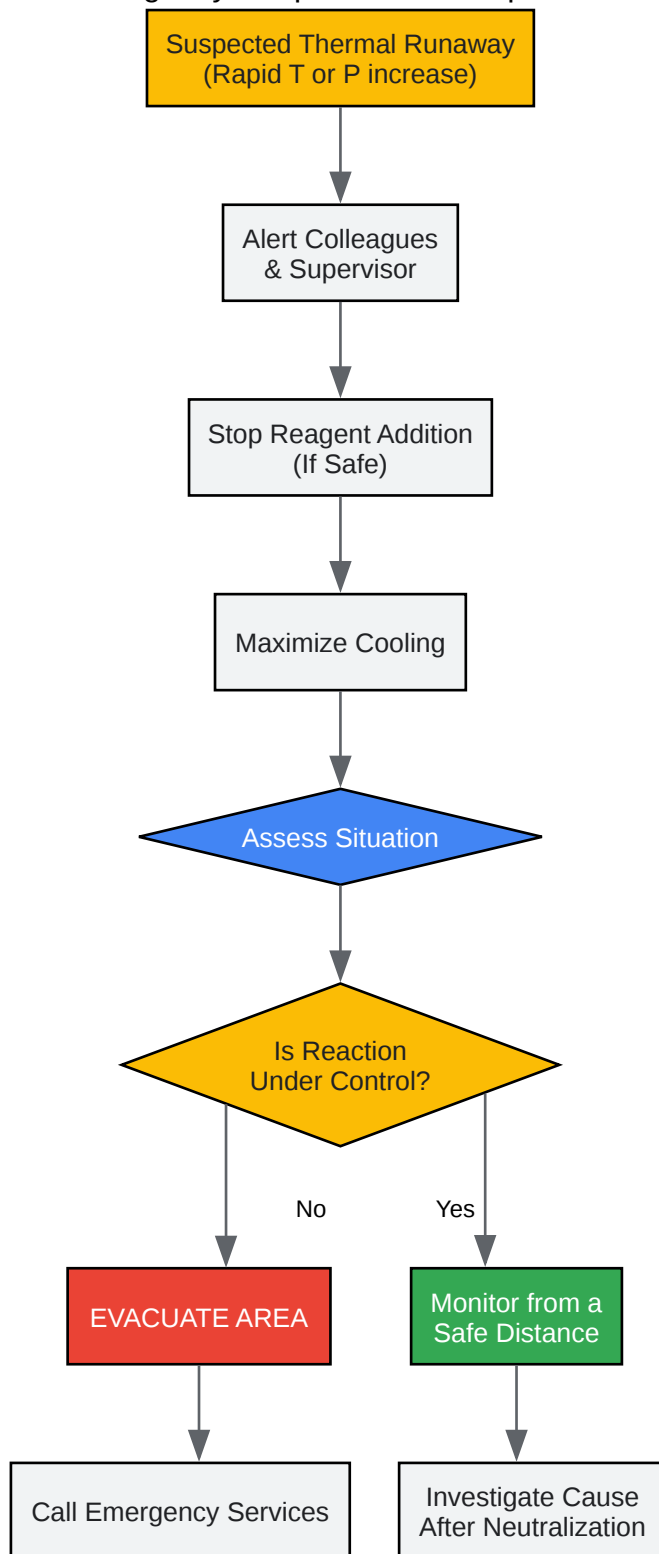 Suspected Thermal Runaway
(Rapid T or P increase)
Alert Colleagues
& Supervisor
Stop Reagent Addition
(If Safe)
Maximize Cooling
Assess Situation
Is Reaction
Under Control?
No
Yes
EVACUATE AREA
Monitor from a
Safe Distance
Call Emergency Services
Investigate Cause
After Neutralization